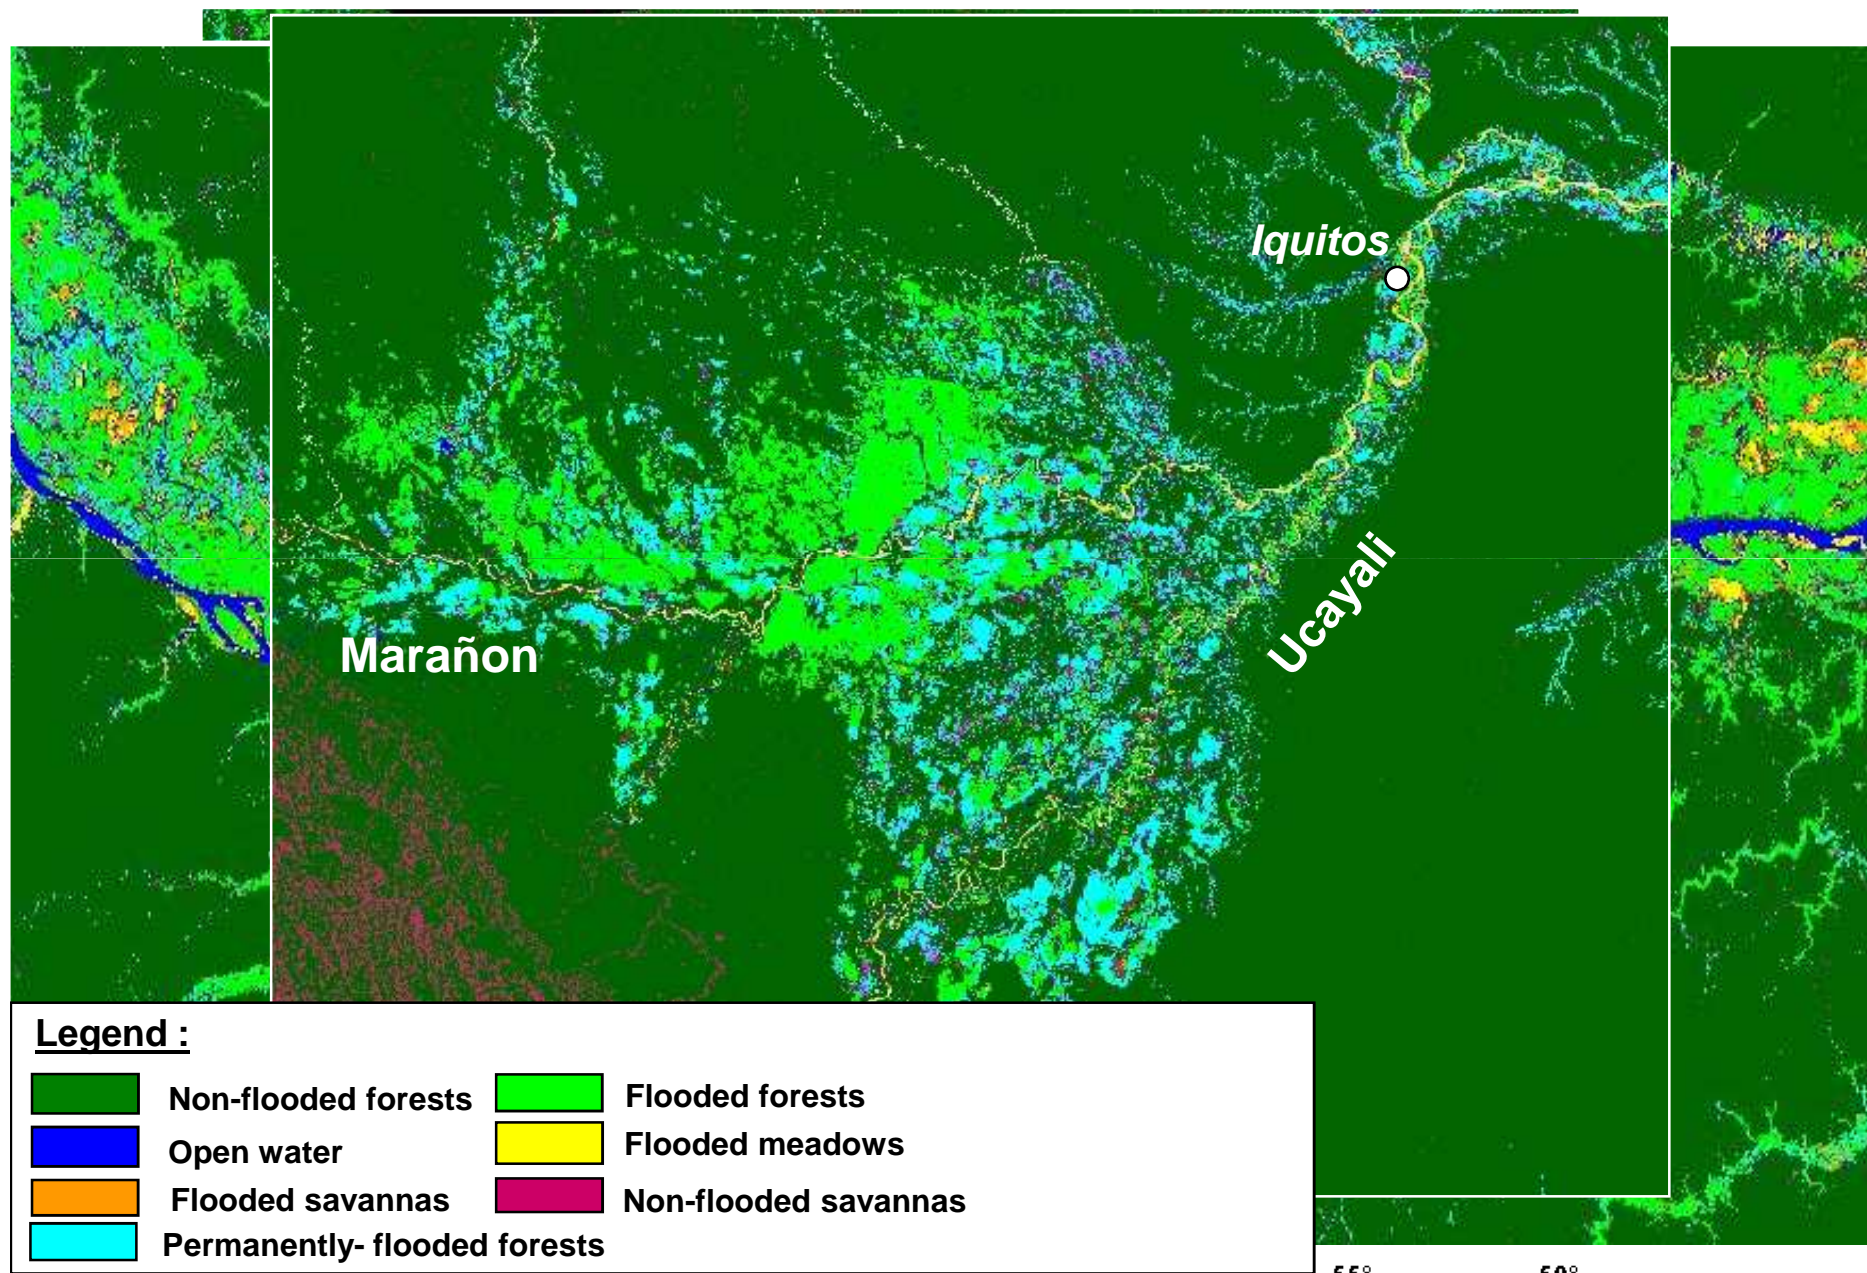 Iquitos
Ucayali
Marañon
Legend :
Non-flooded forests
Flooded forests
Open water
Flooded meadows
Flooded savannas
Non-flooded savannas
Permanently- flooded forests